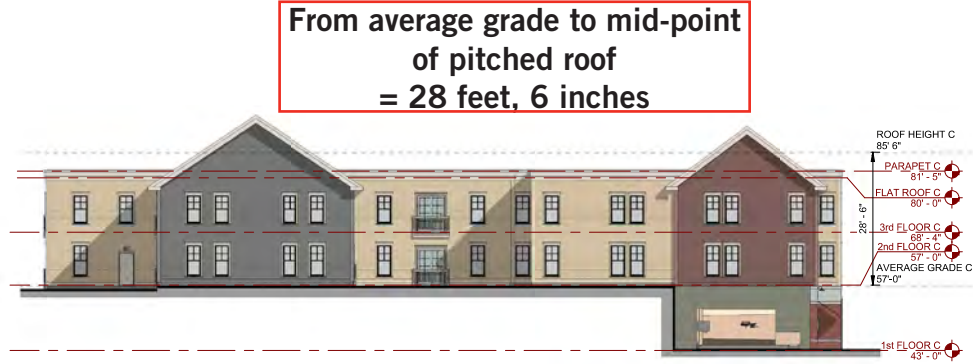 From average grade to mid-point
of pitched roof
= 28 feet, 6 inches
ROOF HEIGHT C
85' 6"
PARAPET C
81' - 5"
FLAT ROOF C
80' - 0"
28' - 6"
3rd FLOOR C
68' - 4"
2nd FLOOR C
57' - 0"
AVERAGE GRADE C
57'-0"
1st FLOOR C
43' - 0"